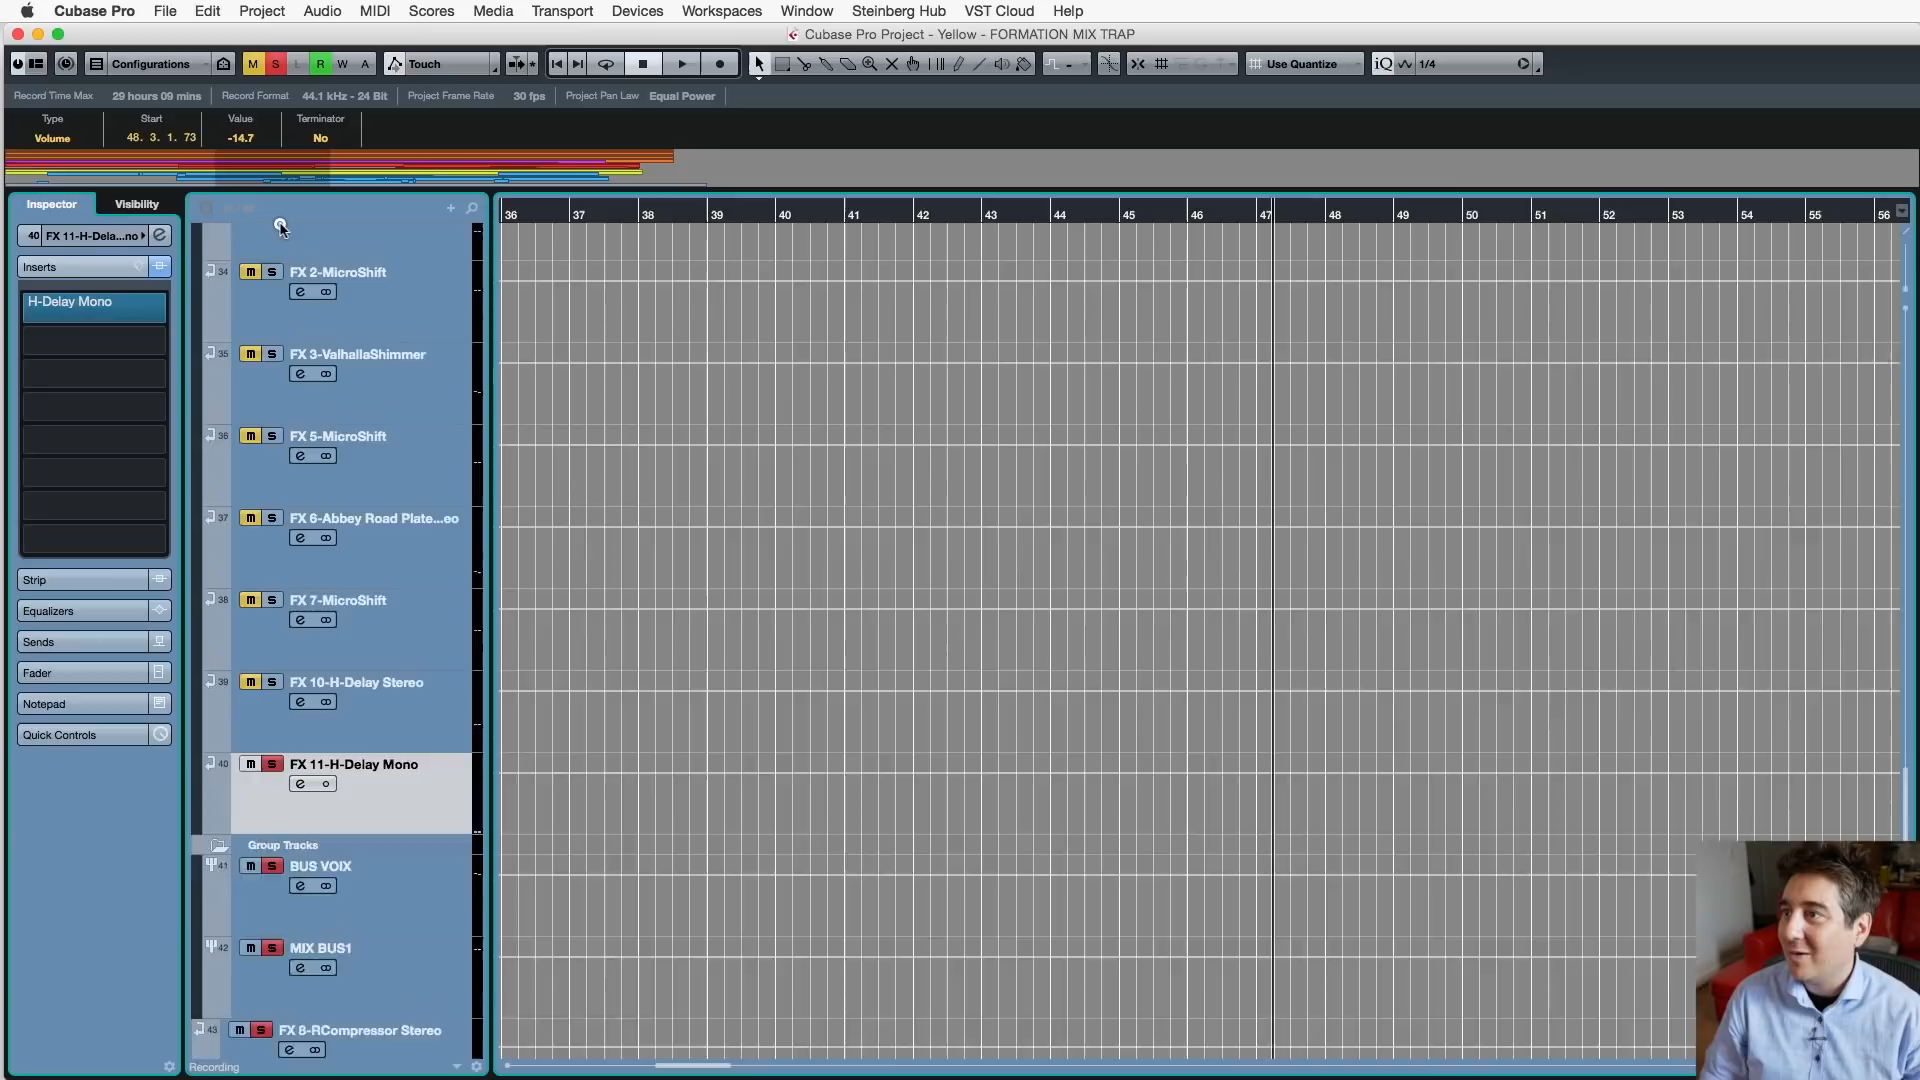 Cubase Pro File Edit Project Audio MIDI Scores Media Transport Devices Workspaces Window Steinberg Hub VST Cloud Help
Cubase Pro Project - Yellow - FORMATION MIX TRAP
Configurations M S L R W A Touch Use Quantize iQ 1/4
Record Time Max 29 hours 09 mins Record Format 44.1 kHz - 24 Bit Project Frame Rate 30 fps Project Pan Law Equal Power
Type Start Value Terminator
Volume 48. 3. 1. 73 -14.7 No
Inspector Visibility
36 37 38 39 40 41 42 43 44 45 46 47 48 49 50 51 52 53 54 55 56
40 FX 11-H-Dela...no
Inserts
H-Delay Mono
Strip
Equalizers
Sends
Fader
Notepad
Quick Controls
34 m s FX 2-MicroShift
e
35 m s FX 3-ValhallaShimmer
e
36 m s FX 5-MicroShift
e
37 m s FX 6-Abbey Road Plate...eo
e
38 m s FX 7-MicroShift
e
39 m s FX 10-H-Delay Stereo
e
40 m s FX 11-H-Delay Mono
e
Group Tracks
41 m s BUS VOIX
e
42 m s MIX BUS1
e
43 m s FX 8-RCompressor Stereo
e
Recording